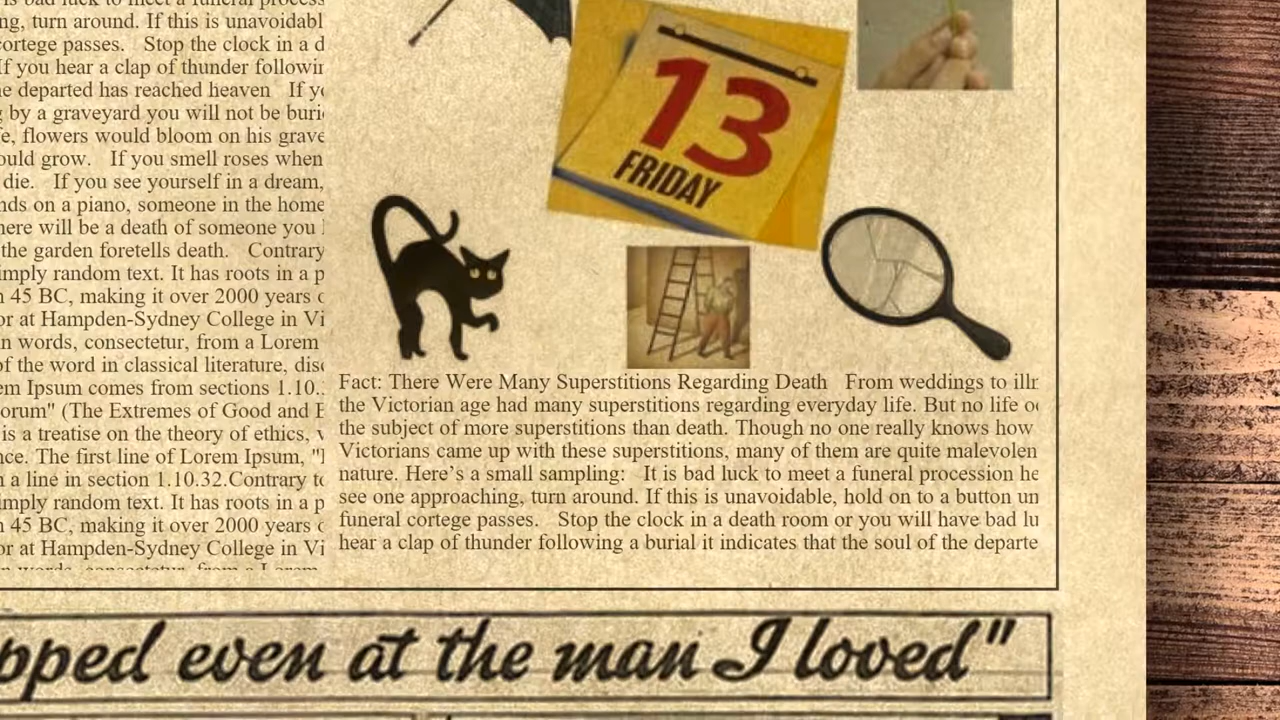 is bad luck to meet a funeral process
ng, turn around. If this is unavoidabl
cortege passes. Stop the clock in a d
If you hear a clap of thunder followin
he departed has reached heaven If yo
g by a graveyard you will not be buri
fe, flowers would bloom on his grave
ould grow. If you smell roses when
die. If you see yourself in a dream,
nds on a piano, someone in the home
here will be a death of someone you
the garden foretells death. Contrary
imply random text. It has roots in a p
n 45 BC, making it over 2000 years o
or at Hampden-Sydney College in Vi
in words, consectetur, from a Lorem
of the word in classical literature, disc
em Ipsum comes from sections 1.10.
orum" (The Extremes of Good and E
is a treatise on the theory of ethics, v
nce. The first line of Lorem Ipsum, "l
n a line in section 1.10.32.Contrary to
imply random text. It has roots in a p
n 45 BC, making it over 2000 years o
or at Hampden-Sydney College in Vi
in words, consectetur, from a Lorem
13
FRIDAY
Fact: There Were Many Superstitions Regarding Death From weddings to illn
the Victorian age had many superstitions regarding everyday life. But no life oc
the subject of more superstitions than death. Though no one really knows how
Victorians came up with these superstitions, many of them are quite malevolen
nature. Here’s a small sampling: It is bad luck to meet a funeral procession he
see one approaching, turn around. If this is unavoidable, hold on to a button un
funeral cortege passes. Stop the clock in a death room or you will have bad lu
hear a clap of thunder following a burial it indicates that the soul of the departe
pped even at the man I loved"